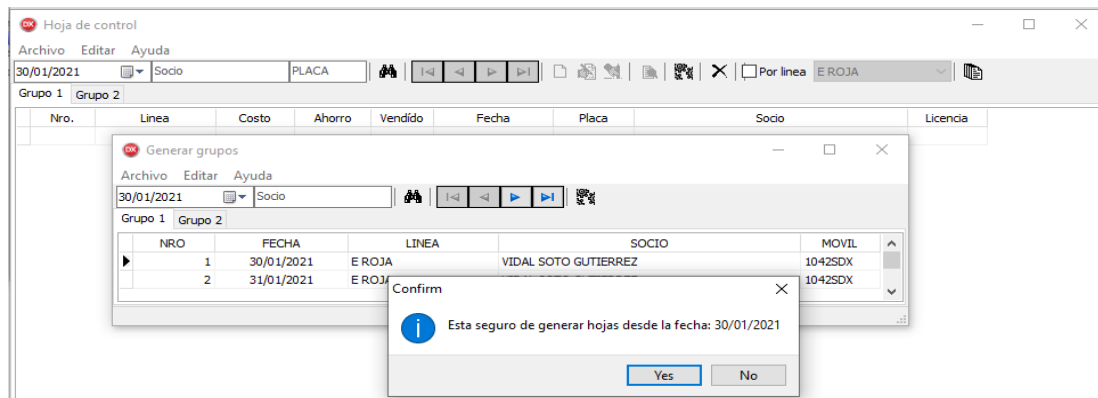 Hoja de control
Archivo Editar Ayuda
30/01/2021 Socio PLACA Por linea E ROJA
Grupo 1 Grupo 2
Nro. Linea Costo Ahorro Vendído Fecha Placa Socio Licencia
Generar grupos
Archivo Editar Ayuda
30/01/2021 Socio
Grupo 1 Grupo 2
NRO FECHA LINEA SOCIO MOVIL
1 30/01/2021 E ROJA VIDAL SOTO GUTIERREZ 1042SDX
2 31/01/2021 E ROJA 1042SDX
Confirm
Esta seguro de generar hojas desde la fecha: 30/01/2021
Yes No